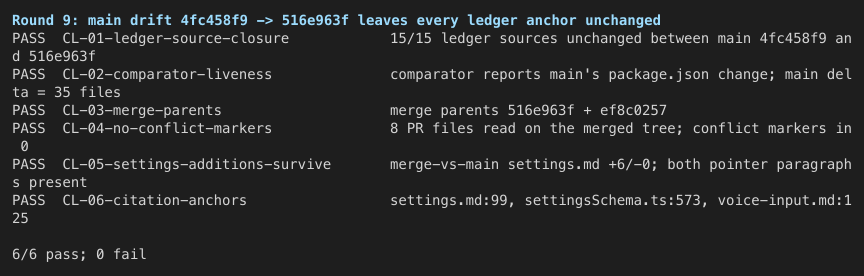 Round 9: main drift 4fc458f9 -> 516e963f leaves every ledger anchor unchanged
PASS  CL-01-ledger-source-closure            15/15 ledger sources unchanged between main 4fc458f9 an
d 516e963f
PASS  CL-02-comparator-liveness              comparator reports main's package.json change; main del
ta = 35 files
PASS  CL-03-merge-parents                    merge parents 516e963f + ef8c0257
PASS  CL-04-no-conflict-markers              8 PR files read on the merged tree; conflict markers in
 0
PASS  CL-05-settings-additions-survive       merge-vs-main settings.md +6/-0; both pointer paragraph
s present
PASS  CL-06-citation-anchors                 settings.md:99, settingsSchema.ts:573, voice-input.md:1
25

6/6 pass; 0 fail